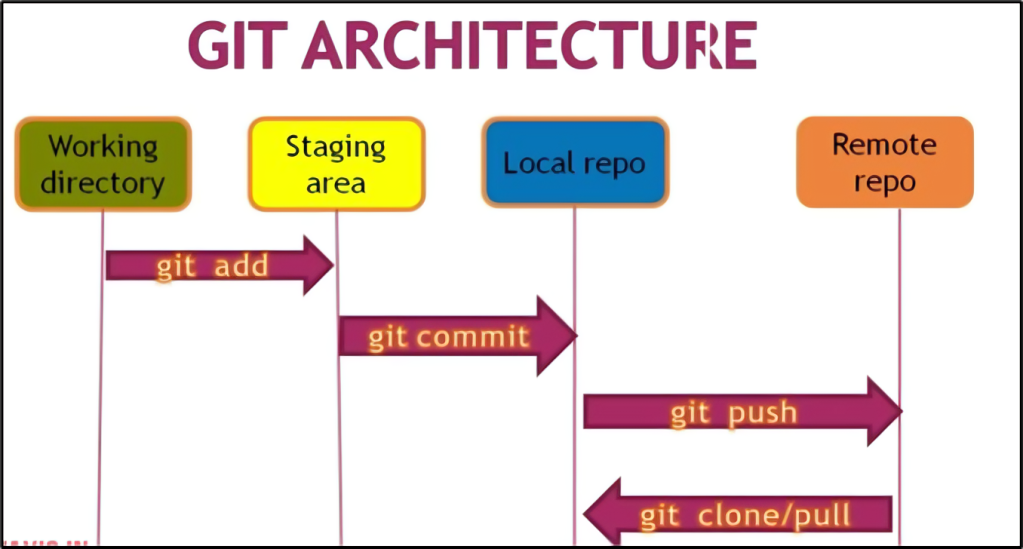 GIT ARCHITECTURE
Working
directory
Staging
area
Local repo
Remote
repo
git add
git commit
git push
git clone/pull